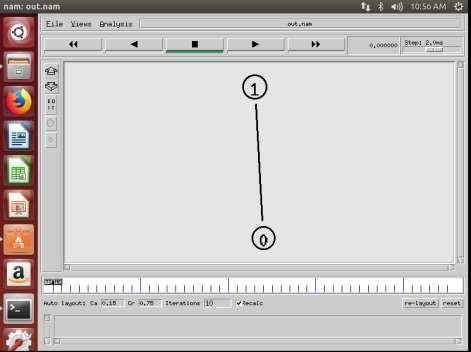 nam: out.nam
10:56 AM
File Views Analysis out.nam
0.000000 Step: 2.0ms
1
0
Auto layout: Ca 0.15 Cr 0.75 Iterations 10 Recalc re-layout reset